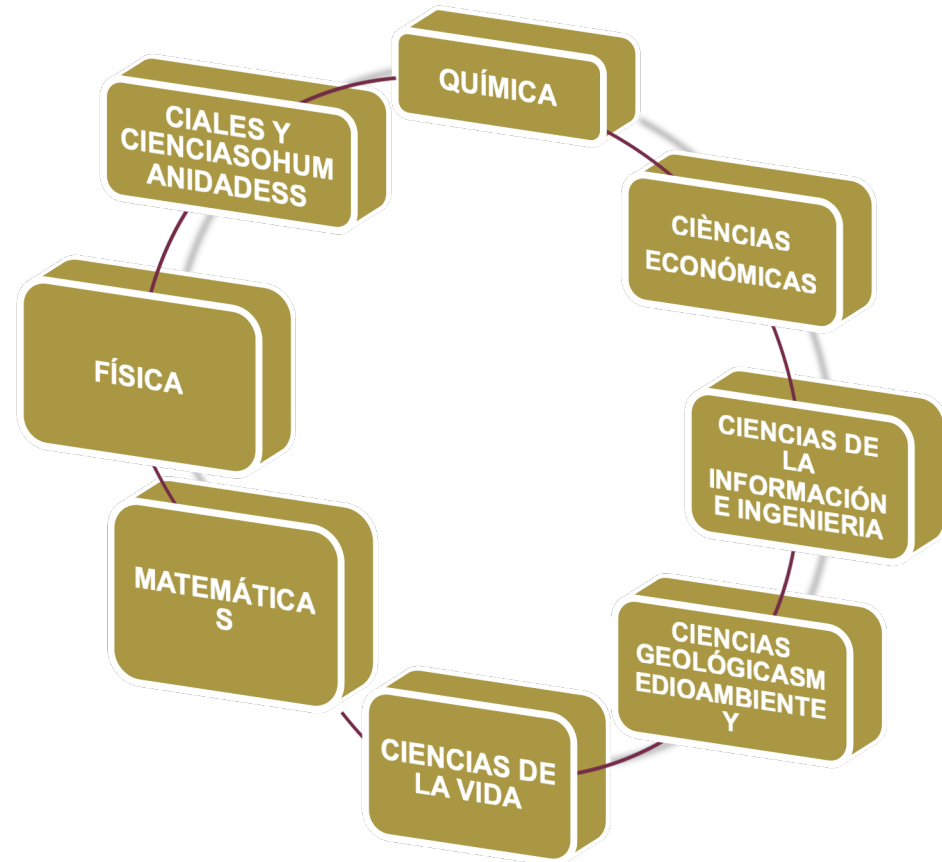 QUÍMICA
CIÈNCIAS
ECONÓMICAS
CIENCIAS DE
LA
INFORMACIÓN
E INGENIERIA
CIENCIAS
GEOLÓGICASM
EDIOAMBIENTE
Y
CIENCIAS DE
LA VIDA
MATEMÁTICA
S
FÍSICA
CIALES Y
CIENCIASOHUM
ANIDADESS